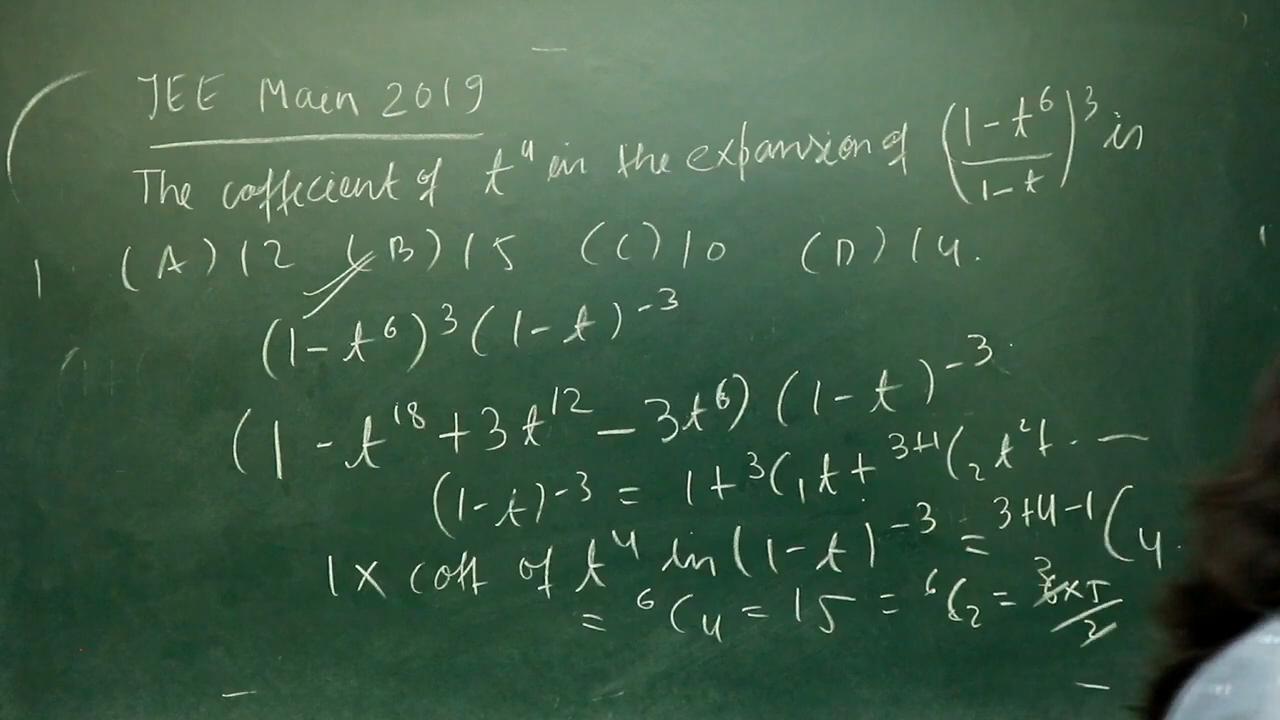 JEE Main 2019
The cofficient of t⁴ in the expansion of ((1-t⁶)/(1-t))³ is
(A) 12 (B) 15 (C) 10 (D) 14.
(1-t⁶)³(1-t)⁻³
(1-t¹⁸+3t¹²-3t⁶)(1-t)⁻³
(1-t)⁻³ = 1+³C₁t+³⁺¹C₂t²+...
1 x coff of t⁴ in (1-t)⁻³ = ³⁺⁴⁻¹C₄
= ⁶C₄ = 15 = ⁶C₂ = 6x5/2